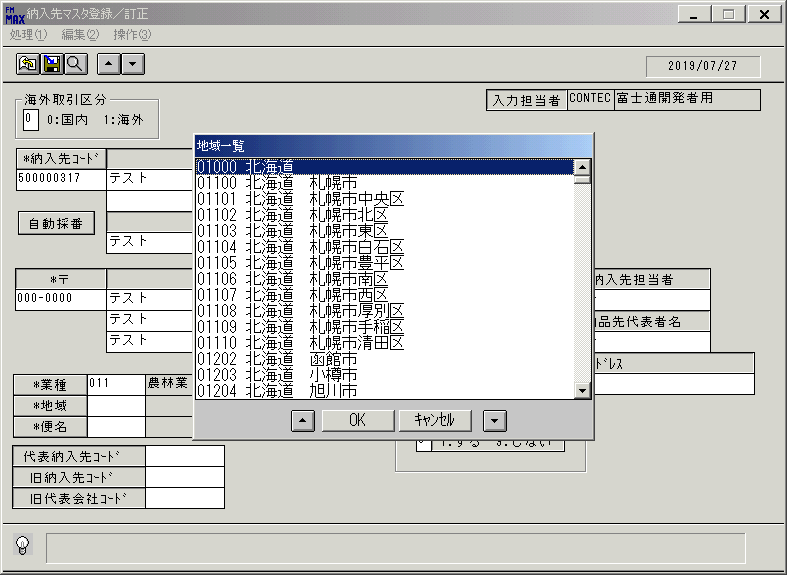 FM MAX 納入先マスタ登録／訂正
処理(1) 編集(2) 操作(3)
2019/07/27
海外取引区分
0 0:国内 1:海外
入力担当者 CONTEC 富士通開発者用
*納入先ｺｰﾄﾞ
500000317 テスト
自動採番
テスト
*〒
000-0000 テスト
テスト
テスト
入先担当者
品先代表者名
ﾄﾞﾚｽ
*業種 011 農林業
*地域
*便名
代表納入先ｺｰﾄﾞ
旧納入先ｺｰﾄﾞ
旧代表会社ｺｰﾄﾞ
地域一覧
01000 北海道
01100 北海道 札幌市
01101 北海道 札幌市中央区
01102 北海道 札幌市北区
01103 北海道 札幌市東区
01104 北海道 札幌市白石区
01105 北海道 札幌市豊平区
01106 北海道 札幌市南区
01107 北海道 札幌市西区
01108 北海道 札幌市厚別区
01109 北海道 札幌市手稲区
01110 北海道 札幌市清田区
01202 北海道 函館市
01203 北海道 小樽市
01204 北海道 旭川市
OK ｷｬﾝｾﾙ